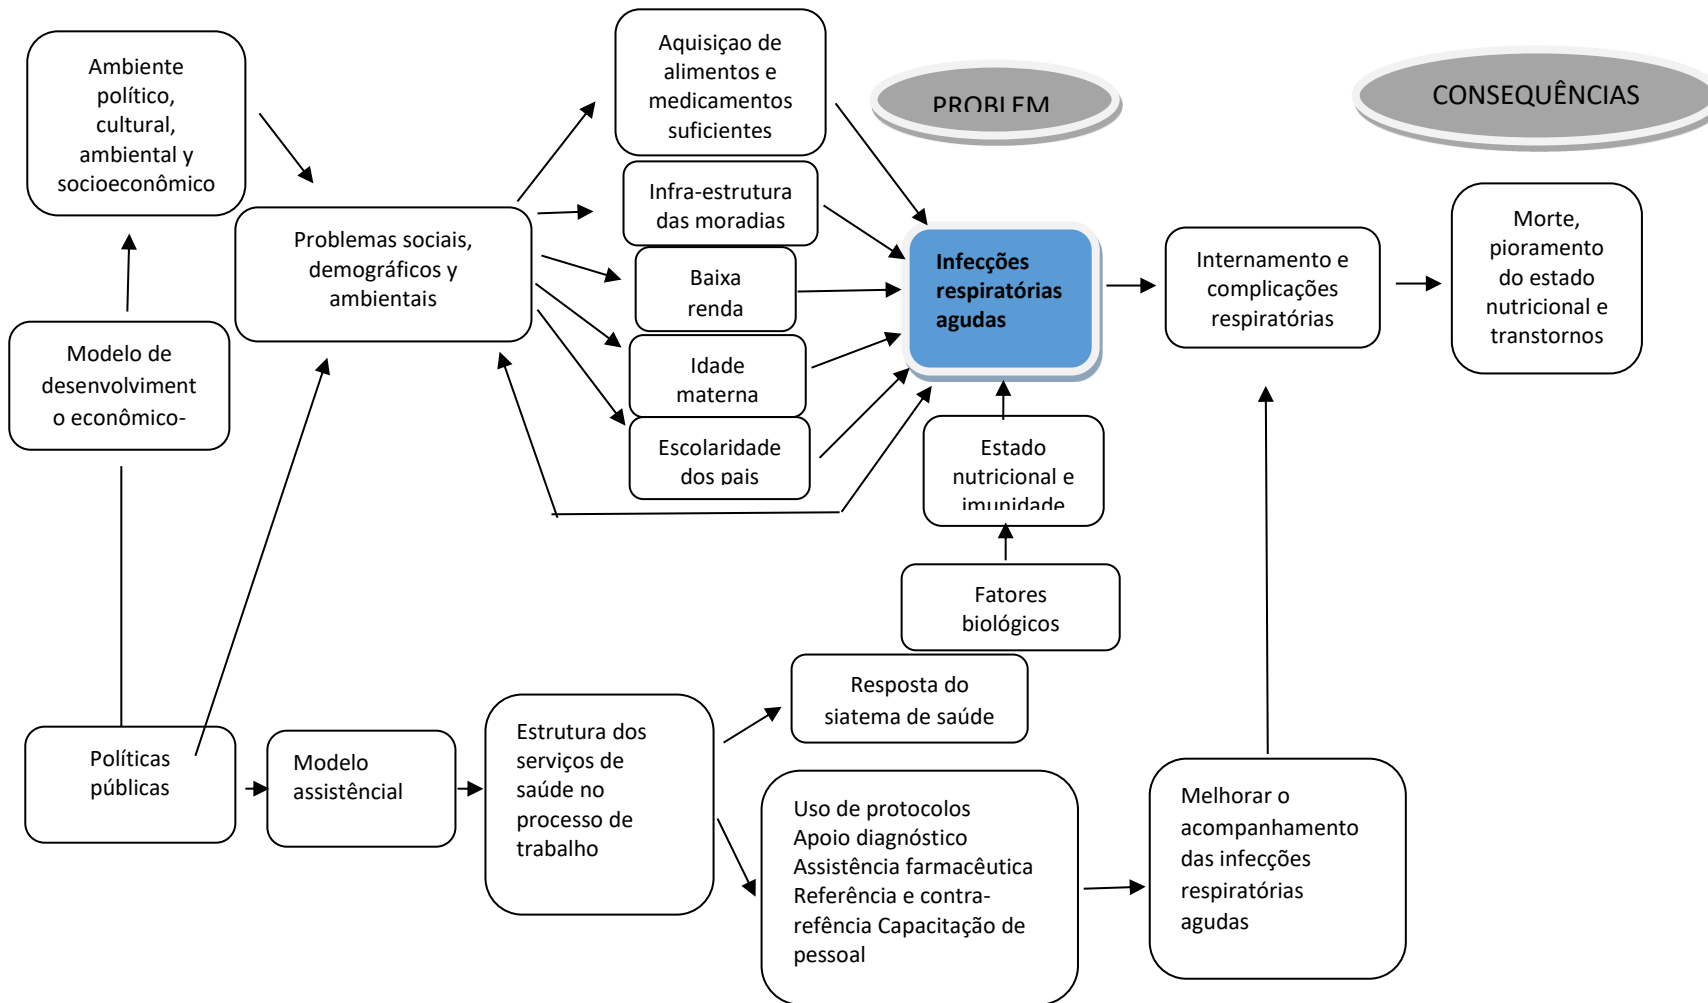 Ambiente
político,
cultural,
ambiental y
socioeconômico
Aquisiçao de
alimentos e
medicamentos
suficientes
PROBLEM
CONSEQUÊNCIAS
Problemas sociais,
demográficos y
ambientais
Infra-estrutura
das moradias
Baixa
renda
Idade
materna
Escolaridade
dos pais
Infecções
respiratórias
agudas
Internamento e
complicações
respiratórias
Morte,
pioramento
do estado
nutricional e
transtornos
Modelo de
desenvolviment
o econômico-
Estado
nutricional e
imunidade
Fatores
biológicos
Resposta do
siatema de saúde
Políticas
públicas
Modelo
assistêncial
Estrutura dos
serviços de
saúde no
processo de
trabalho
Uso de protocolos
Apoio diagnóstico
Assistência farmacêutica
Referência e contra-
refência Capacitação de
pessoal
Melhorar o
acompanhamento
das infecções
respiratórias
agudas